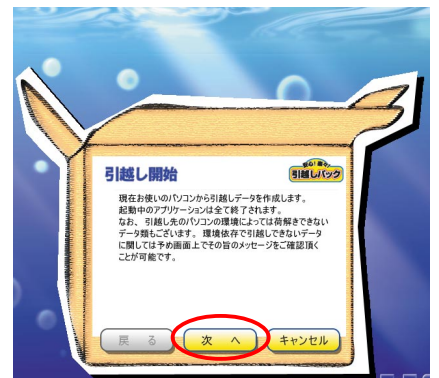 引越し開始
安心!簡単!
引越しパック
現在お使いのパソコンから引越しデータを作成します。
起動中のアプリケーションは全て終了されます。
なお、引越し先のパソコンの環境によっては荷解きできない
データ類もございます。環境依存で引越しできないデータ
に関しては予め画面上でその旨のメッセージをご確認頂く
ことが可能です。
戻 る
次 へ
キャンセル